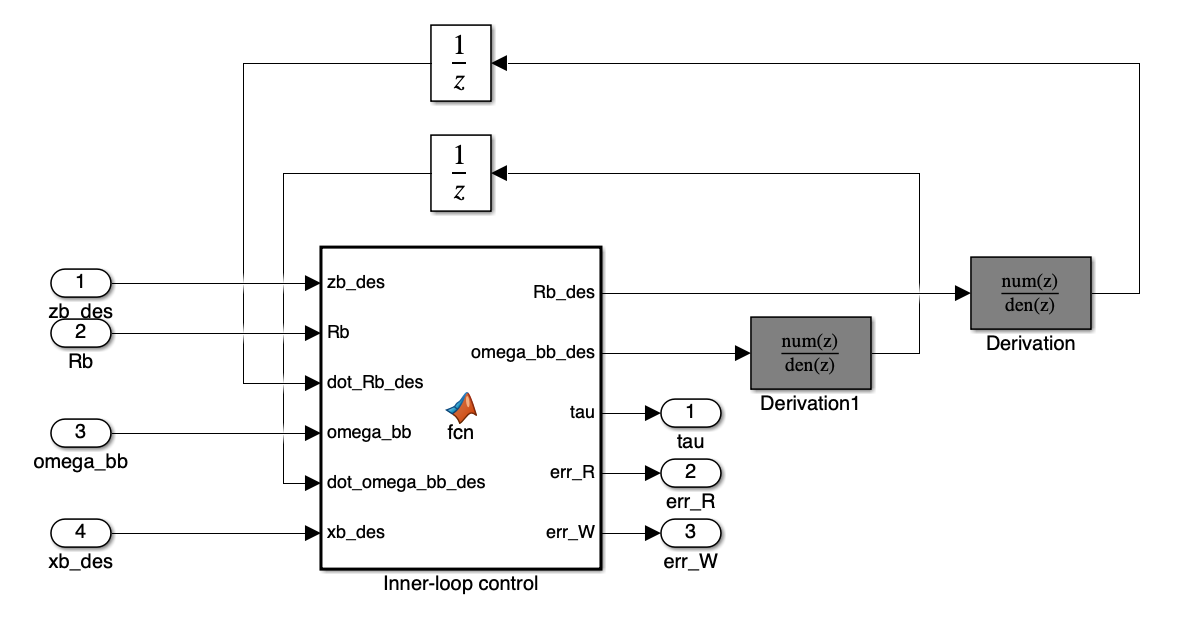 1
z
1
z
1
zb_des
2
Rb
3
omega_bb
4
xb_des
zb_des
Rb
dot_Rb_des
omega_bb
dot_omega_bb_des
xb_des
fcn
Rb_des
omega_bb_des
tau
err_R
err_W
Inner-loop control
num(z)
den(z)
Derivation1
num(z)
den(z)
Derivation
1
tau
2
err_R
3
err_W